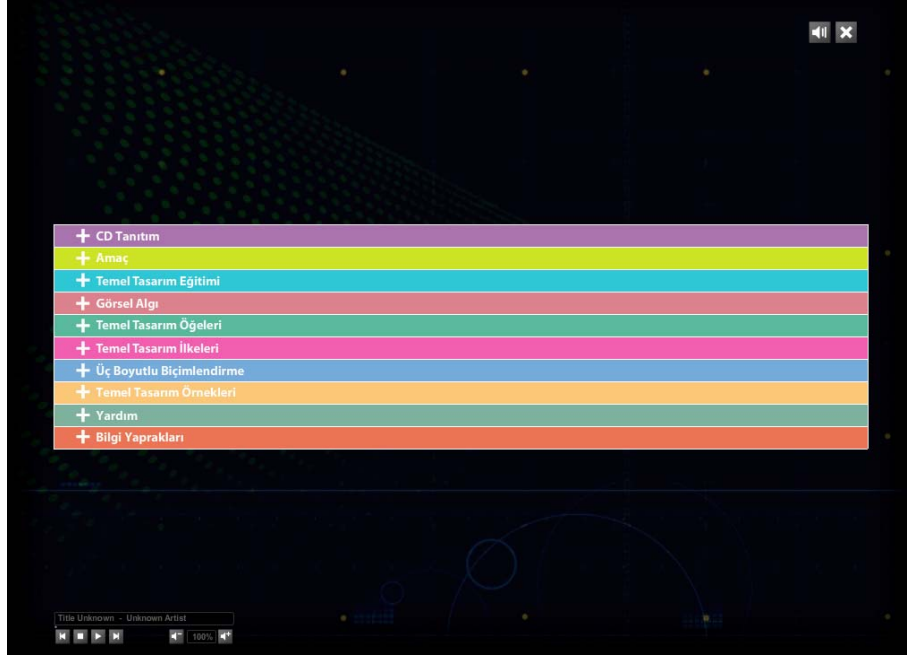 CD Tanıtım
Amaç
Temel Tasarım Eğitimi
Görsel Algı
Temel Tasarım Öğeleri
Temel Tasarım İlkeleri
Üç Boyutlu Biçimlendirme
Temel Tasarım Örnekleri
Yardım
Bilgi Yaprakları
Title Unknown - Unknown Artist
100%